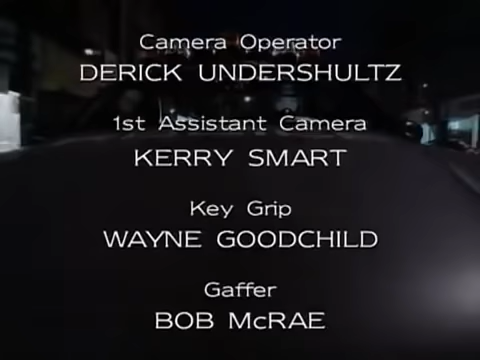 Camera Operator
DERICK UNDERSHULTZ
1st Assistant Camera
KERRY SMART
Key Grip
WAYNE GOODCHILD
Gaffer
BOB McRAE